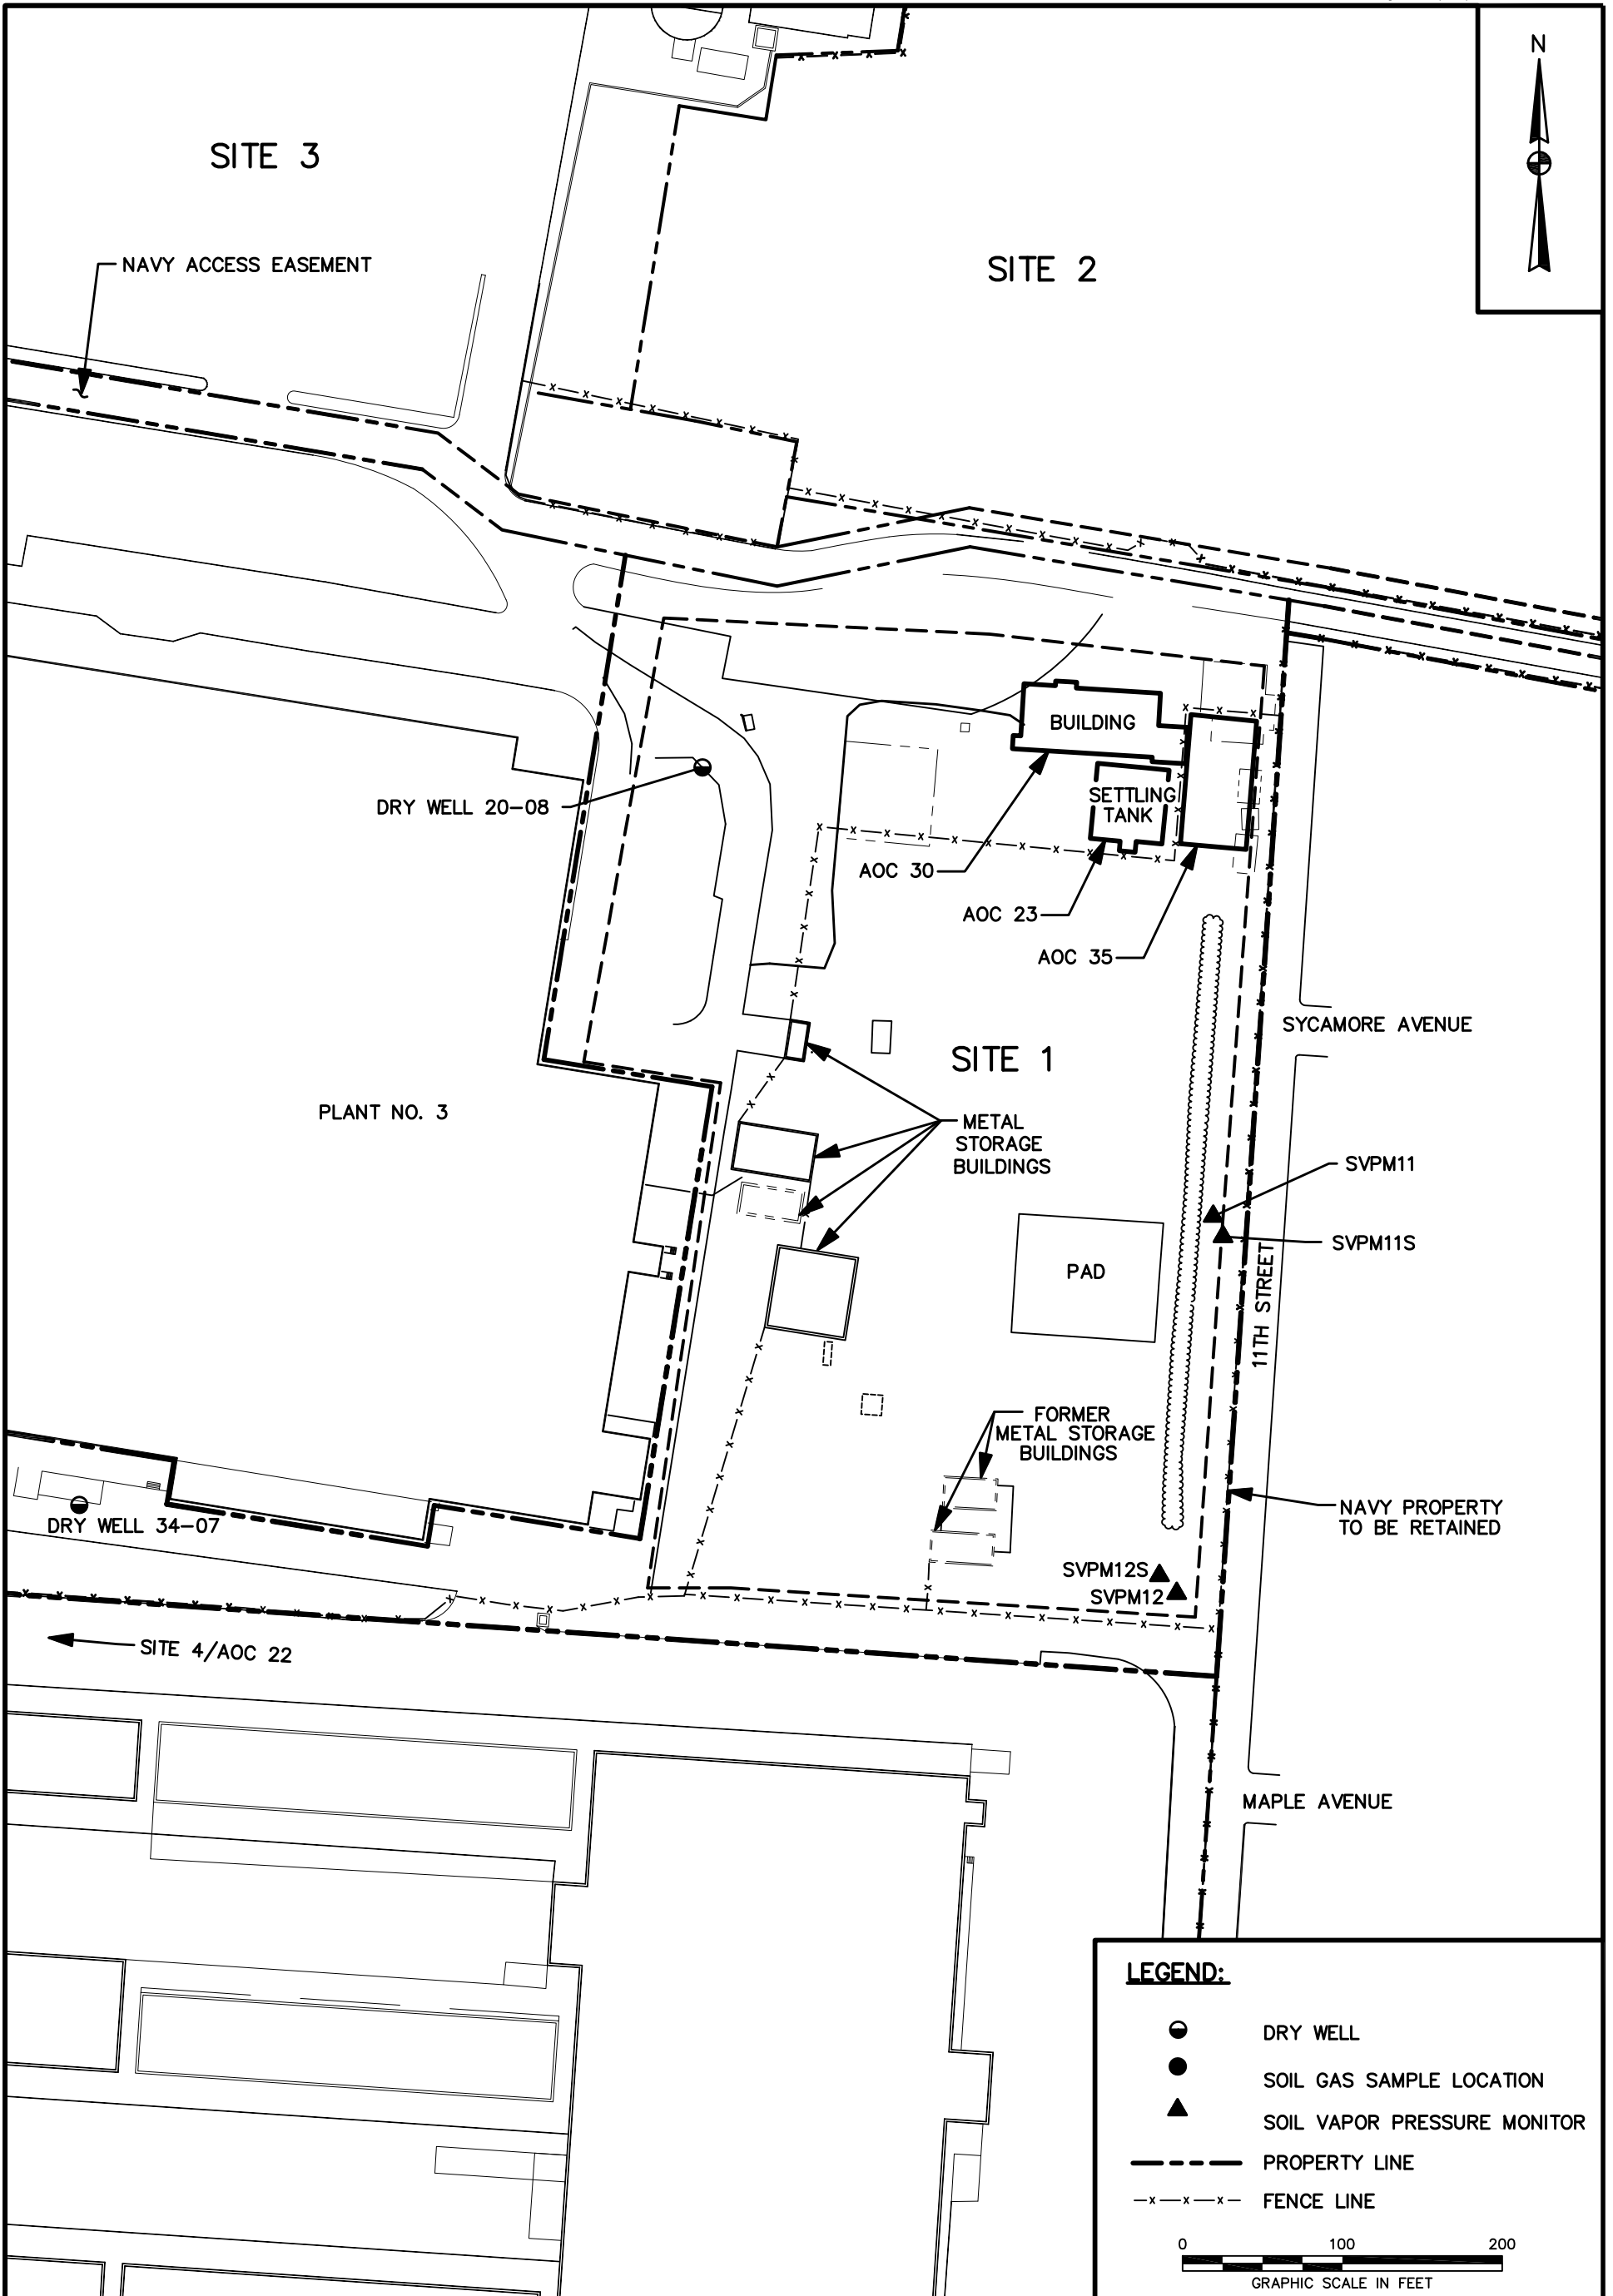 N
SITE 3
NAVY ACCESS EASEMENT
SITE 2
BUILDING
SETTLING
TANK
DRY WELL 20-08
AOC 30
AOC 23
AOC 35
SYCAMORE AVENUE
SITE 1
PLANT NO. 3
METAL
STORAGE
BUILDINGS
SVPM11
SVPM11S
PAD
11TH STREET
FORMER
METAL STORAGE
BUILDINGS
NAVY PROPERTY
TO BE RETAINED
DRY WELL 34-07
SVPM12S
SVPM12
SITE 4/AOC 22
MAPLE AVENUE
LEGEND:
DRY WELL
SOIL GAS SAMPLE LOCATION
SOIL VAPOR PRESSURE MONITOR
PROPERTY LINE
FENCE LINE
0 100 200
GRAPHIC SCALE IN FEET